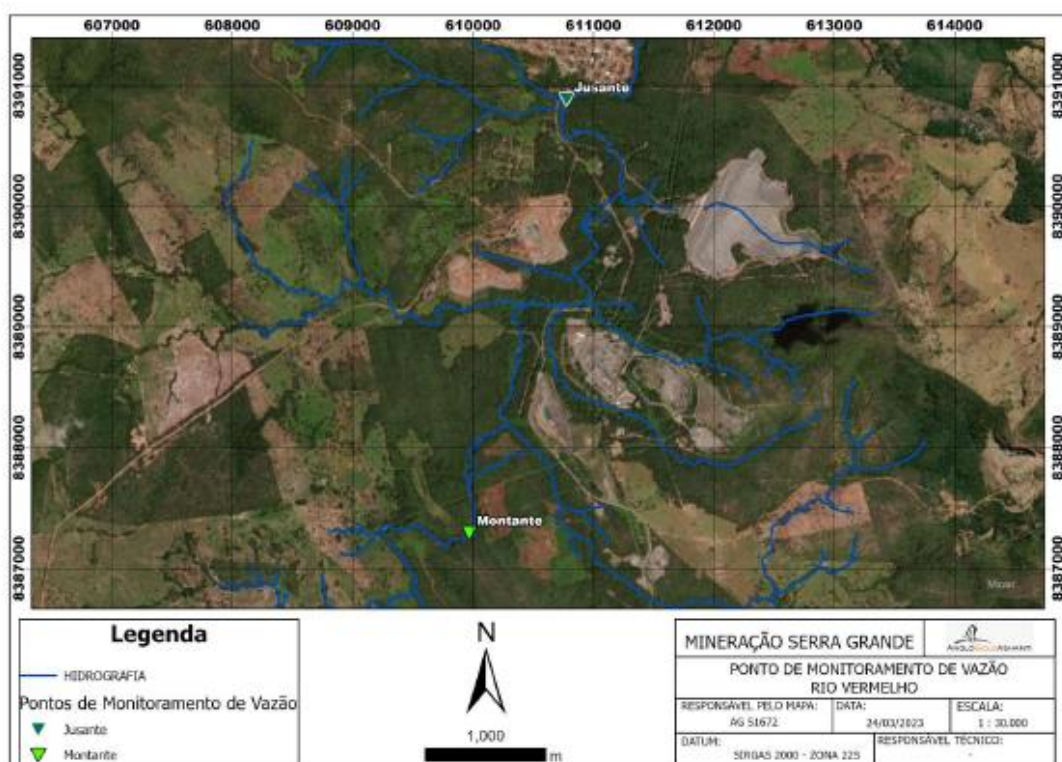 607000 608000 609000 610000 611000 612000 613000 614000
8391000 8391000
8390000 8390000
8389000 8389000
8388000 8388000
8387000 8387000
Jusante
Montante
Maxar
Legenda
HIDROGRAFIA
Pontos de Monitoramento de Vazão
Jusante
Montante
N
1,000
m
MINERAÇÃO SERRA GRANDE
ANGLOGOLDASHANTI
PONTO DE MONITORAMENTO DE VAZÃO
RIO VERMELHO
RESPONSÁVEL PELO MAPA: DATA: ESCALA:
AG 51672 24/03/2023 1 : 30.000
DATUM: RESPONSÁVEL TÉCNICO:
SIRGAS 2000 - ZONA 22S -